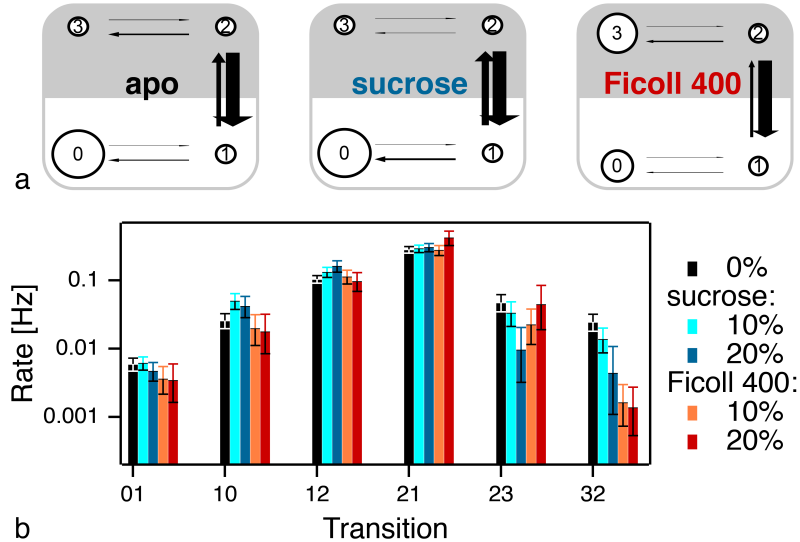 3 2 3 2 3 2
apo sucrose Ficoll 400
0 1 0 1 0 1
a
0.1
0.01
0.001
Rate [Hz]
01 10 12 21 23 32
Transition
b
0%
sucrose:
10%
20%
Ficoll 400:
10%
20%